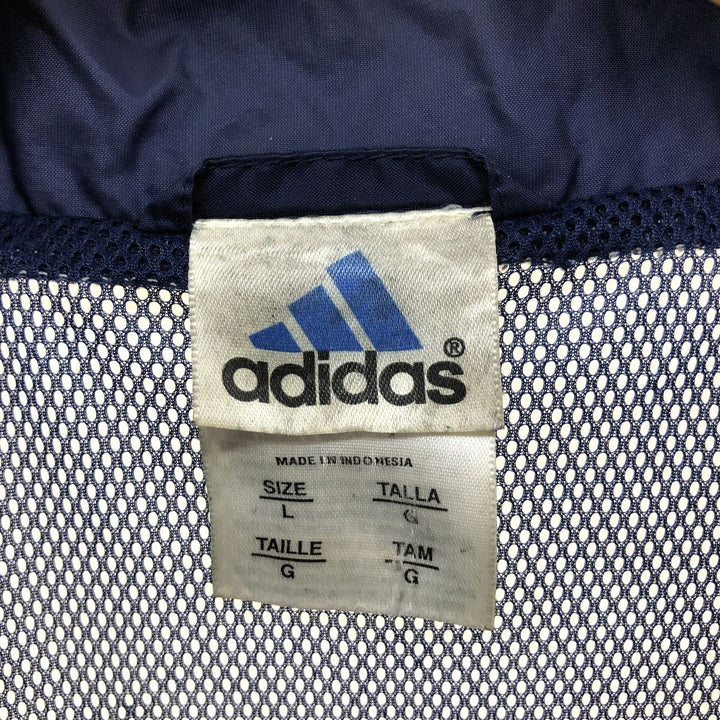 adidas®
MADE IN INDONESIA
SIZE TALLA
L G
TAILLE TAM
G G